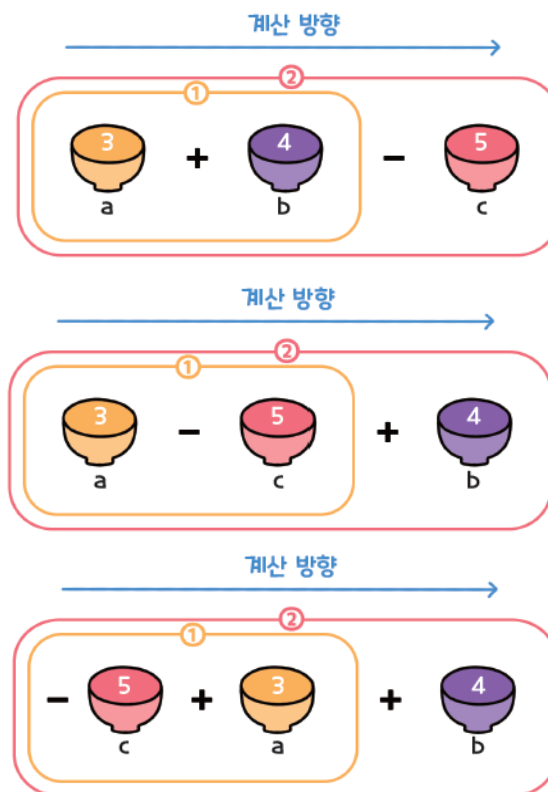 계산 방향
② 
①
3 + 4 - 5
a b c
계산 방향
②
①
3 - 5 + 4
a c b
계산 방향
②
①
- 5 + 3 + 4
c a b